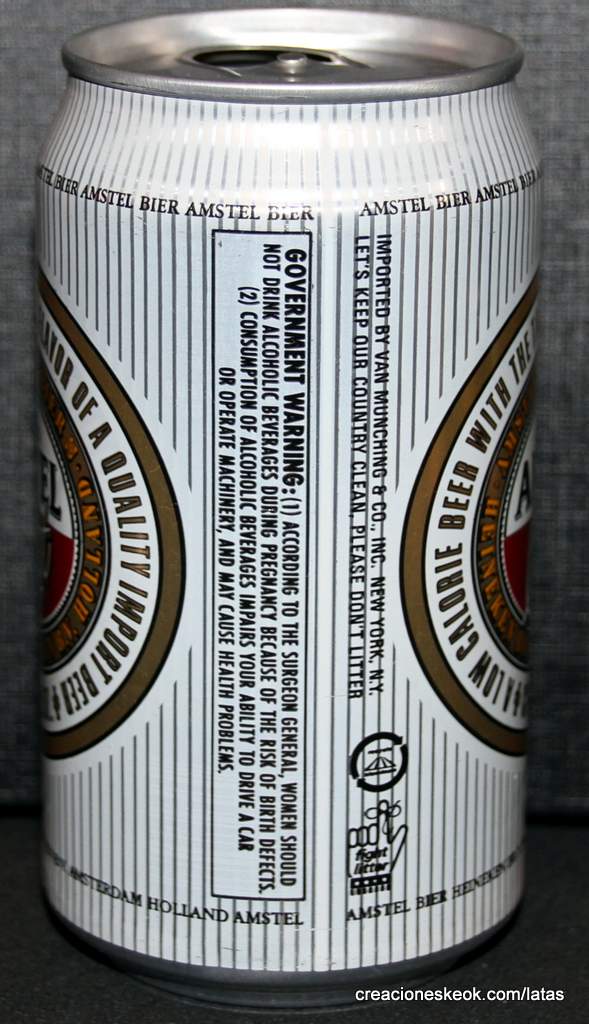 AMSTEL BIER AMSTEL BIER
AMSTEL BIER AMSTEL BIER
GOVERNMENT WARNING: (1) ACCORDING TO THE SURGEON GENERAL, WOMEN SHOULD
NOT DRINK ALCOHOLIC BEVERAGES DURING PREGNANCY BECAUSE OF THE RISK OF BIRTH DEFECTS.
(2) CONSUMPTION OF ALCOHOLIC BEVERAGES IMPAIRS YOUR ABILITY TO DRIVE A CAR
OR OPERATE MACHINERY, AND MAY CAUSE HEALTH PROBLEMS.
IMPORTED BY VAN MUNCHING & CO., INC. NEW YORK, N.Y.
LET'S KEEP OUR COUNTRY CLEAN, PLEASE DON'T LITTER
OF A QUALITY IMPORT BEER
A LOW CALORIE BEER WITH THE
fight
litter
AMSTERDAM HOLLAND AMSTEL
AMSTEL BIER HEINEKEN
creacioneskeok.com/latas